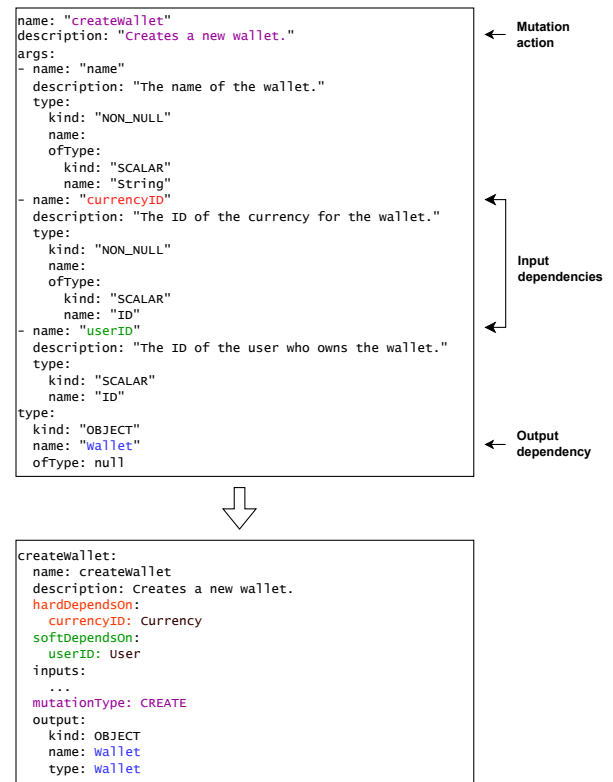 name: "createWallet"
description: "Creates a new wallet."
args:
- name: "name"
description: "The name of the wallet."
type:
kind: "NON_NULL"
name:
ofType:
kind: "SCALAR"
name: "String"
- name: "currencyID"
description: "The ID of the currency for the wallet."
type:
kind: "NON_NULL"
name:
ofType:
kind: "SCALAR"
name: "ID"
- name: "userID"
description: "The ID of the user who owns the wallet."
type:
kind: "SCALAR"
name: "ID"
type:
kind: "OBJECT"
name: "Wallet"
ofType: null
Mutation
action
Input
dependencies
Output
dependency
createWallet:
name: createWallet
description: Creates a new wallet.
hardDependsOn:
currencyID: Currency
softDependsOn:
userID: User
inputs:
...
mutationType: CREATE
output:
kind: OBJECT
name: Wallet
type: Wallet